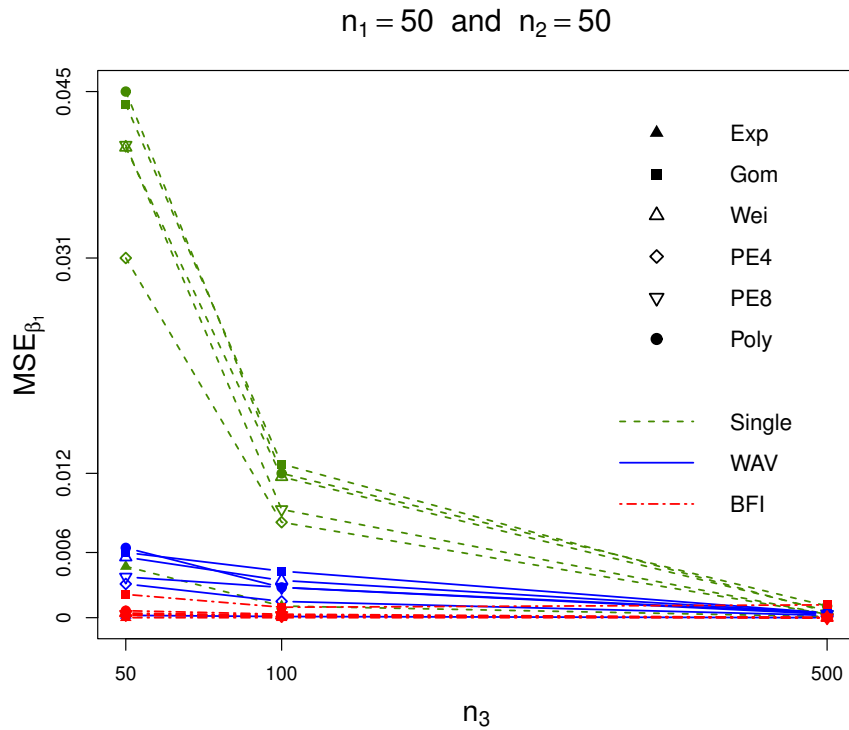 n₁ = 50 and n₂ = 50
MSE_β₁
0.045
0.031
0.012
0.006
0
50
100
500
n₃
Exp
Gom
Wei
PE4
PE8
Poly
Single
WAV
BFI